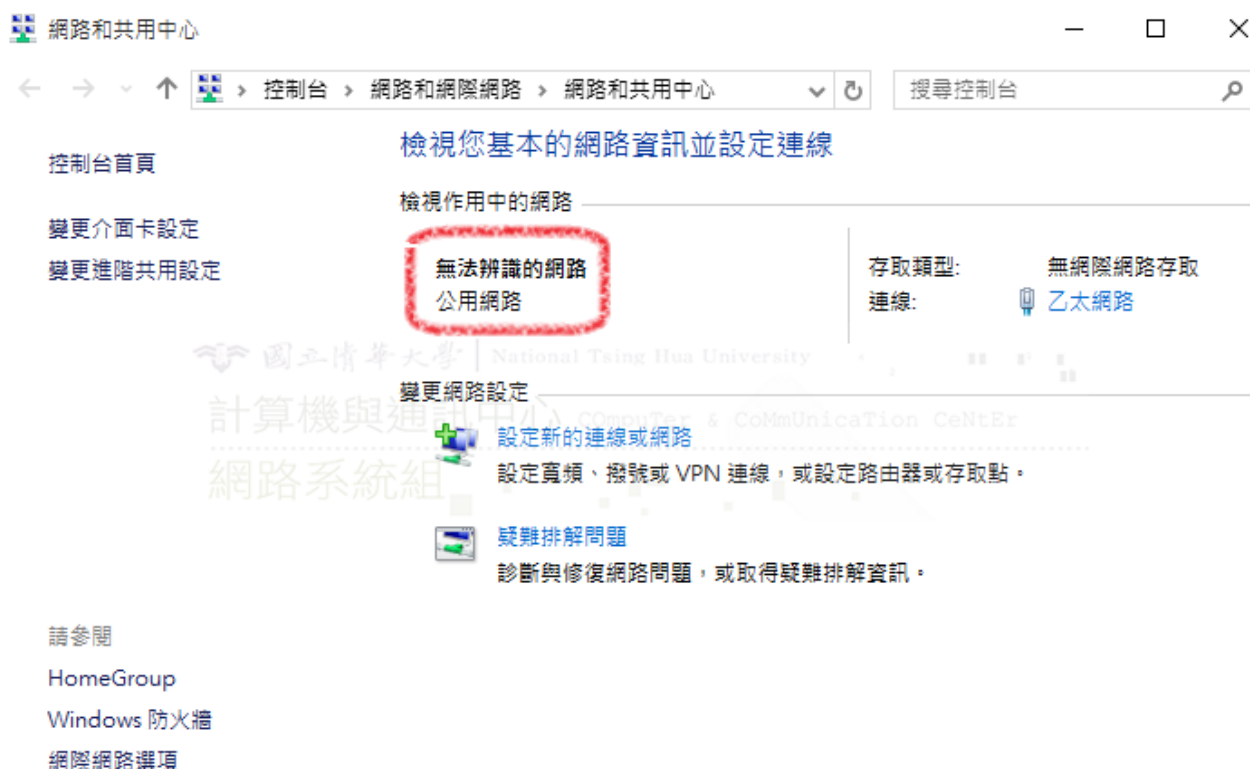 網路和共用中心
控制台 > 網路和網際網路 > 網路和共用中心
搜尋控制台
控制台首頁
變更介面卡設定
變更進階共用設定
檢視您基本的網路資訊並設定連線
檢視作用中的網路
無法辨識的網路
公用網路
存取類型: 無網際網路存取
連線: 乙太網路
國立清華大學 National Tsing Hua University
變更網路設定
計算機與通訊中心 COmpuTer & CoMmUnicaTion CeNtEr
設定新的連線或網路
設定寬頻、撥號或 VPN 連線，或設定路由器或存取點。
網路系統組
疑難排解問題
診斷與修復網路問題，或取得疑難排解資訊。
請參閱
HomeGroup
Windows 防火牆
網際網路選項